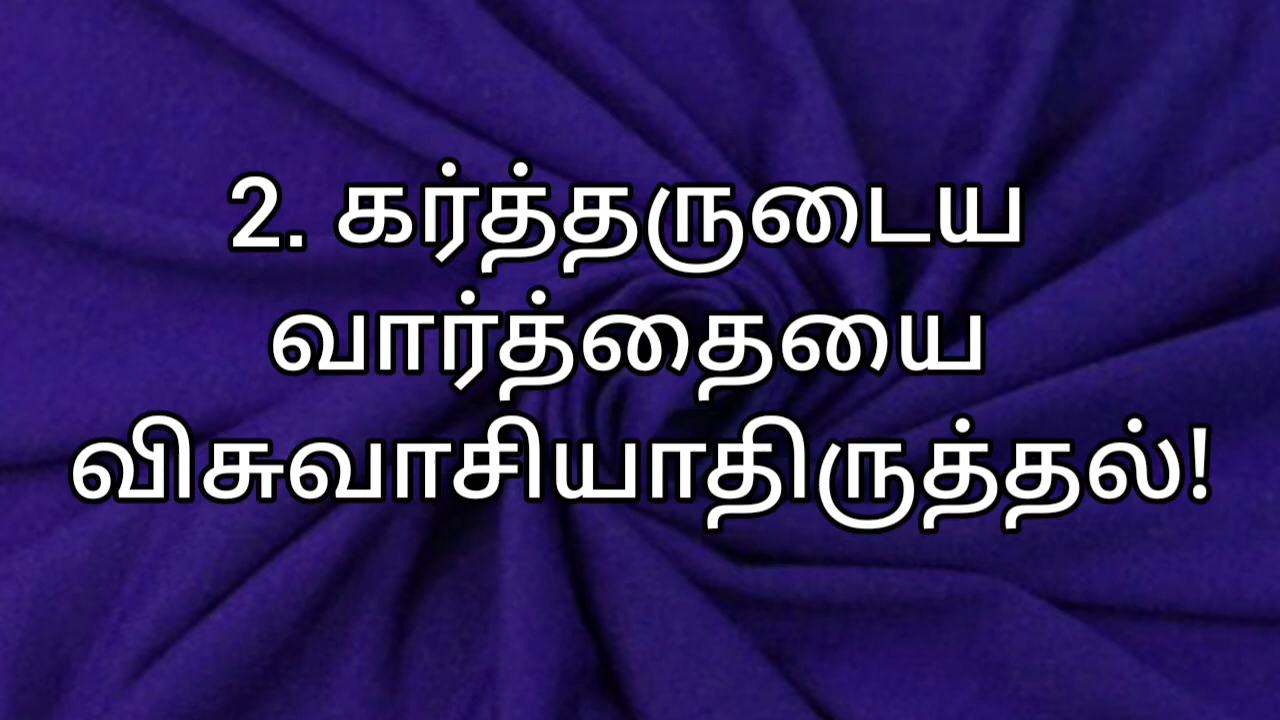 2. கர்த்தருடைய
வார்த்தையை
விசுவாசியாதிருத்தல்!